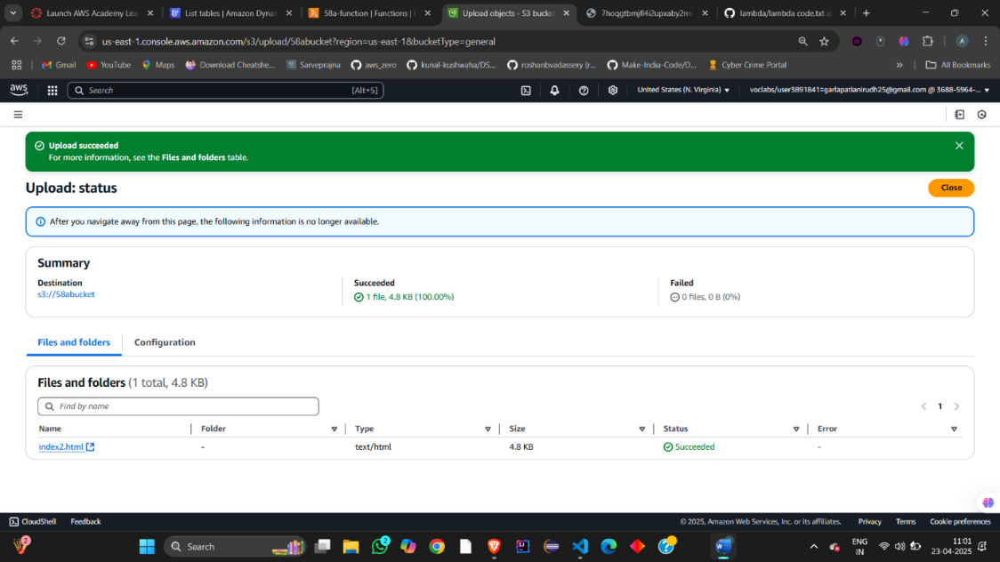 Launch AWS Academy Lea
List tables | Amazon Dynam
58a-function | Functions |
Upload objects - S3 bucket
7hoqgtbmjfl4i2upxaby2m
lambda/lambda code.txt a
us-east-1.console.aws.amazon.com/s3/upload/58abucket?region=us-east-1&bucketType=general
A
Gmail
YouTube
Maps
Download Cheatshe...
Sarveprajna
aws_zero
kunal-kushwaha/DS...
roshanbvadassery (r...
Make-India-Code/D...
Cyber Crime Portal
»
All Bookmarks
aws
Search
[Alt+S]
United States (N. Virginia)
voclabs/user3891841=garlapatianirudh25@gmail.com @ 3688-5964-...
Upload succeeded
For more information, see the Files and folders table.
Upload: status
Close
After you navigate away from this page, the following information is no longer available.
Summary
Destination
s3://58abucket
Succeeded
1 file, 4.8 KB (100.00%)
Failed
0 files, 0 B (0%)
Files and folders
Configuration
Files and folders (1 total, 4.8 KB)
Find by name
1
Name
Folder
Type
Size
Status
Error
index2.html
-
text/html
4.8 KB
Succeeded
-
CloudShell
Feedback
© 2025, Amazon Web Services, Inc. or its affiliates.
Privacy
Terms
Cookie preferences
2
Search
2
ENG
IN
11:01
23-04-2025